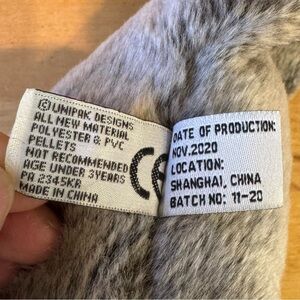 ©UNIPAK DESIGNS
ALL NEW MATERIAL
POLYESTER & PVC
PELLETS
NOT RECOMMENDED
AGE UNDER 3YEARS
PA 2345KR
MADE IN CHINA
CE
DATE OF PRODUCTION:
NOV.2020
LOCATION:
SHANGHAI, CHINA
BATCH NO: 11-20